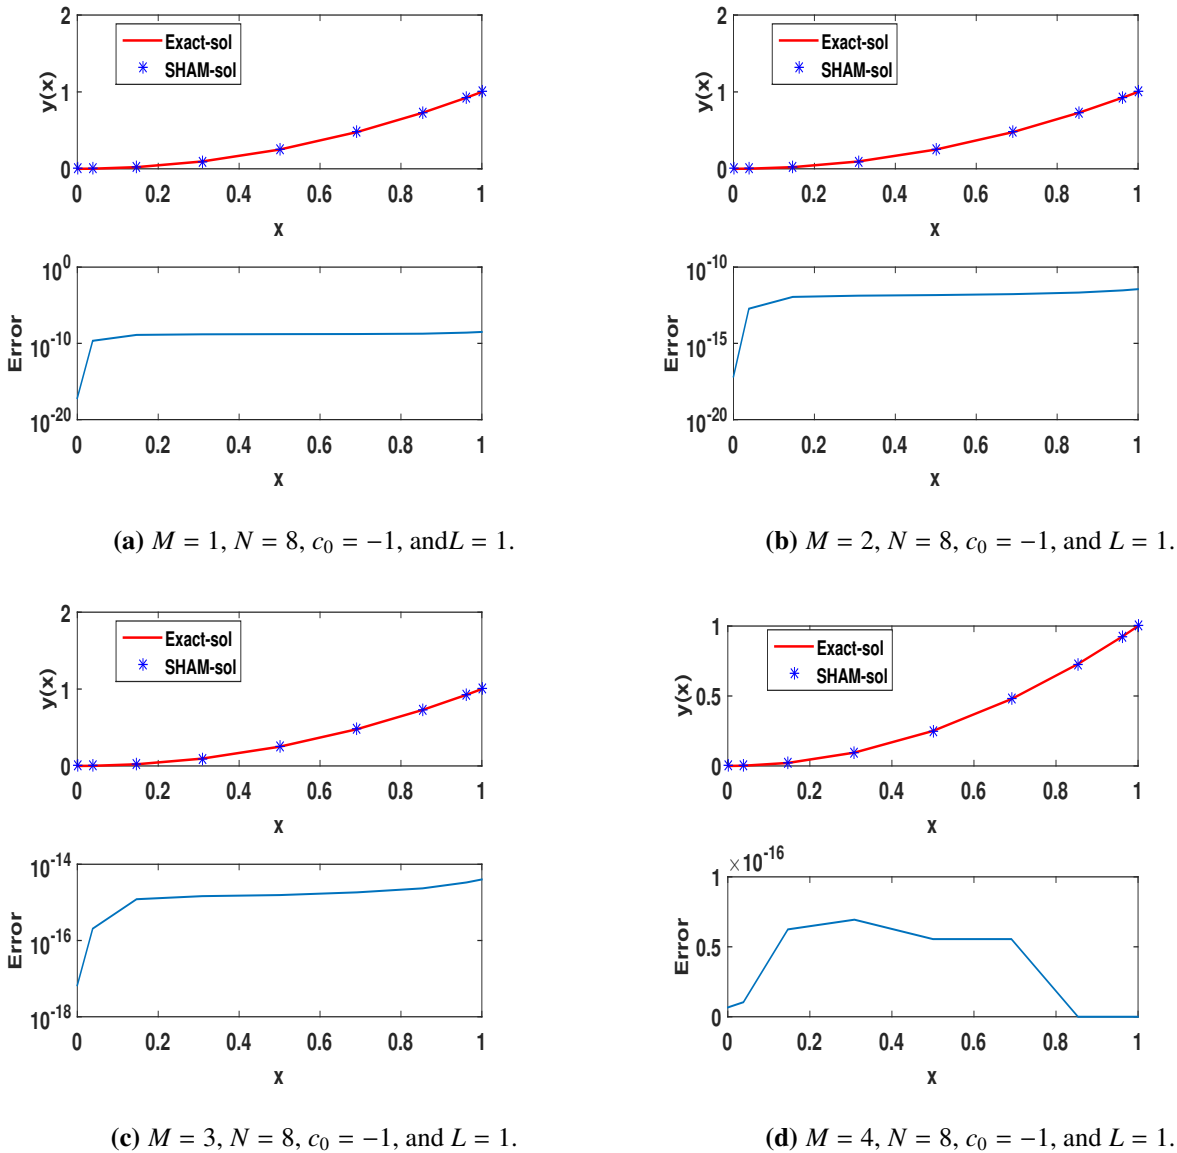 2
1
0
y(x)
Exact-sol
SHAM-sol
0 0.2 0.4 0.6 0.8 1
x
10^0
10^-10
10^-20
Error
0 0.2 0.4 0.6 0.8 1
x
(a) M = 1, N = 8, c₀ = −1, andL = 1.
2
1
0
y(x)
Exact-sol
SHAM-sol
0 0.2 0.4 0.6 0.8 1
x
10^-10
10^-15
10^-20
Error
0 0.2 0.4 0.6 0.8 1
x
(b) M = 2, N = 8, c₀ = −1, and L = 1.
2
1
0
y(x)
Exact-sol
SHAM-sol
0 0.2 0.4 0.6 0.8 1
x
10^-14
10^-16
10^-18
Error
0 0.2 0.4 0.6 0.8 1
x
(c) M = 3, N = 8, c₀ = −1, and L = 1.
1
0.5
0
y(x)
Exact-sol
SHAM-sol
0 0.2 0.4 0.6 0.8 1
x
×10^-16
1
0.5
0
Error
0 0.2 0.4 0.6 0.8 1
x
(d) M = 4, N = 8, c₀ = −1, and L = 1.